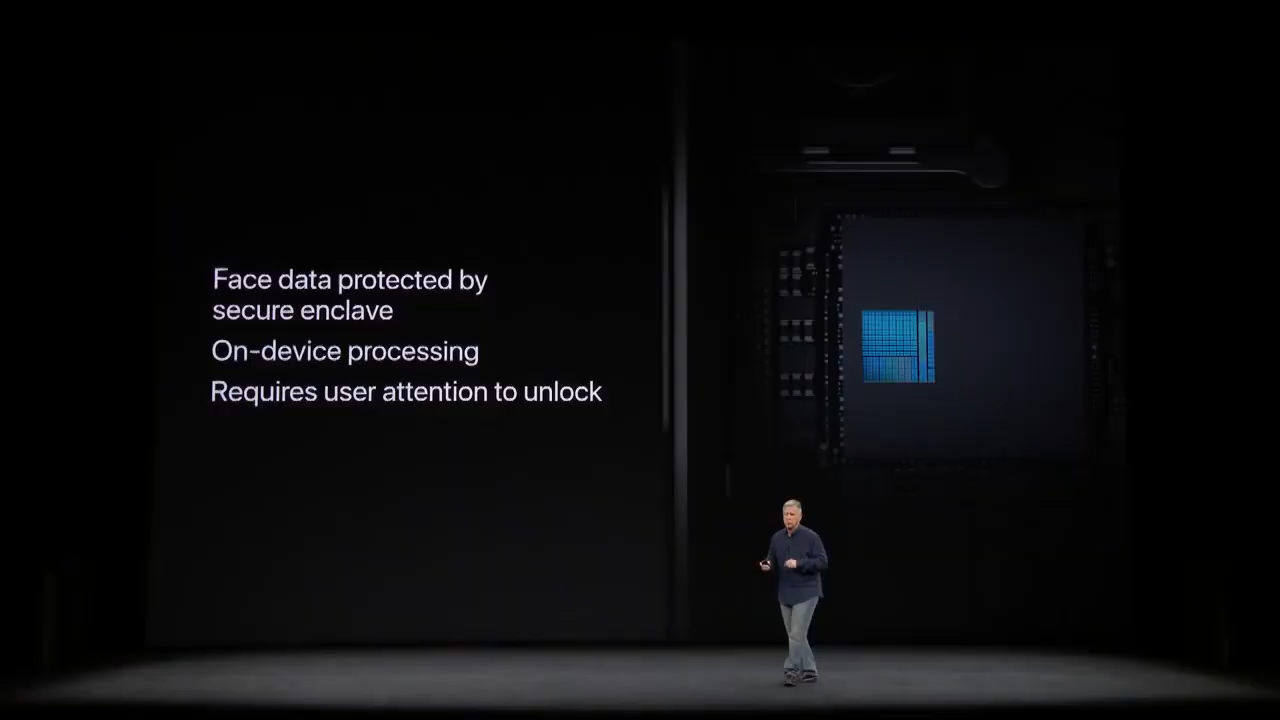 Face data protected by
secure enclave
On-device processing
Requires user attention to unlock